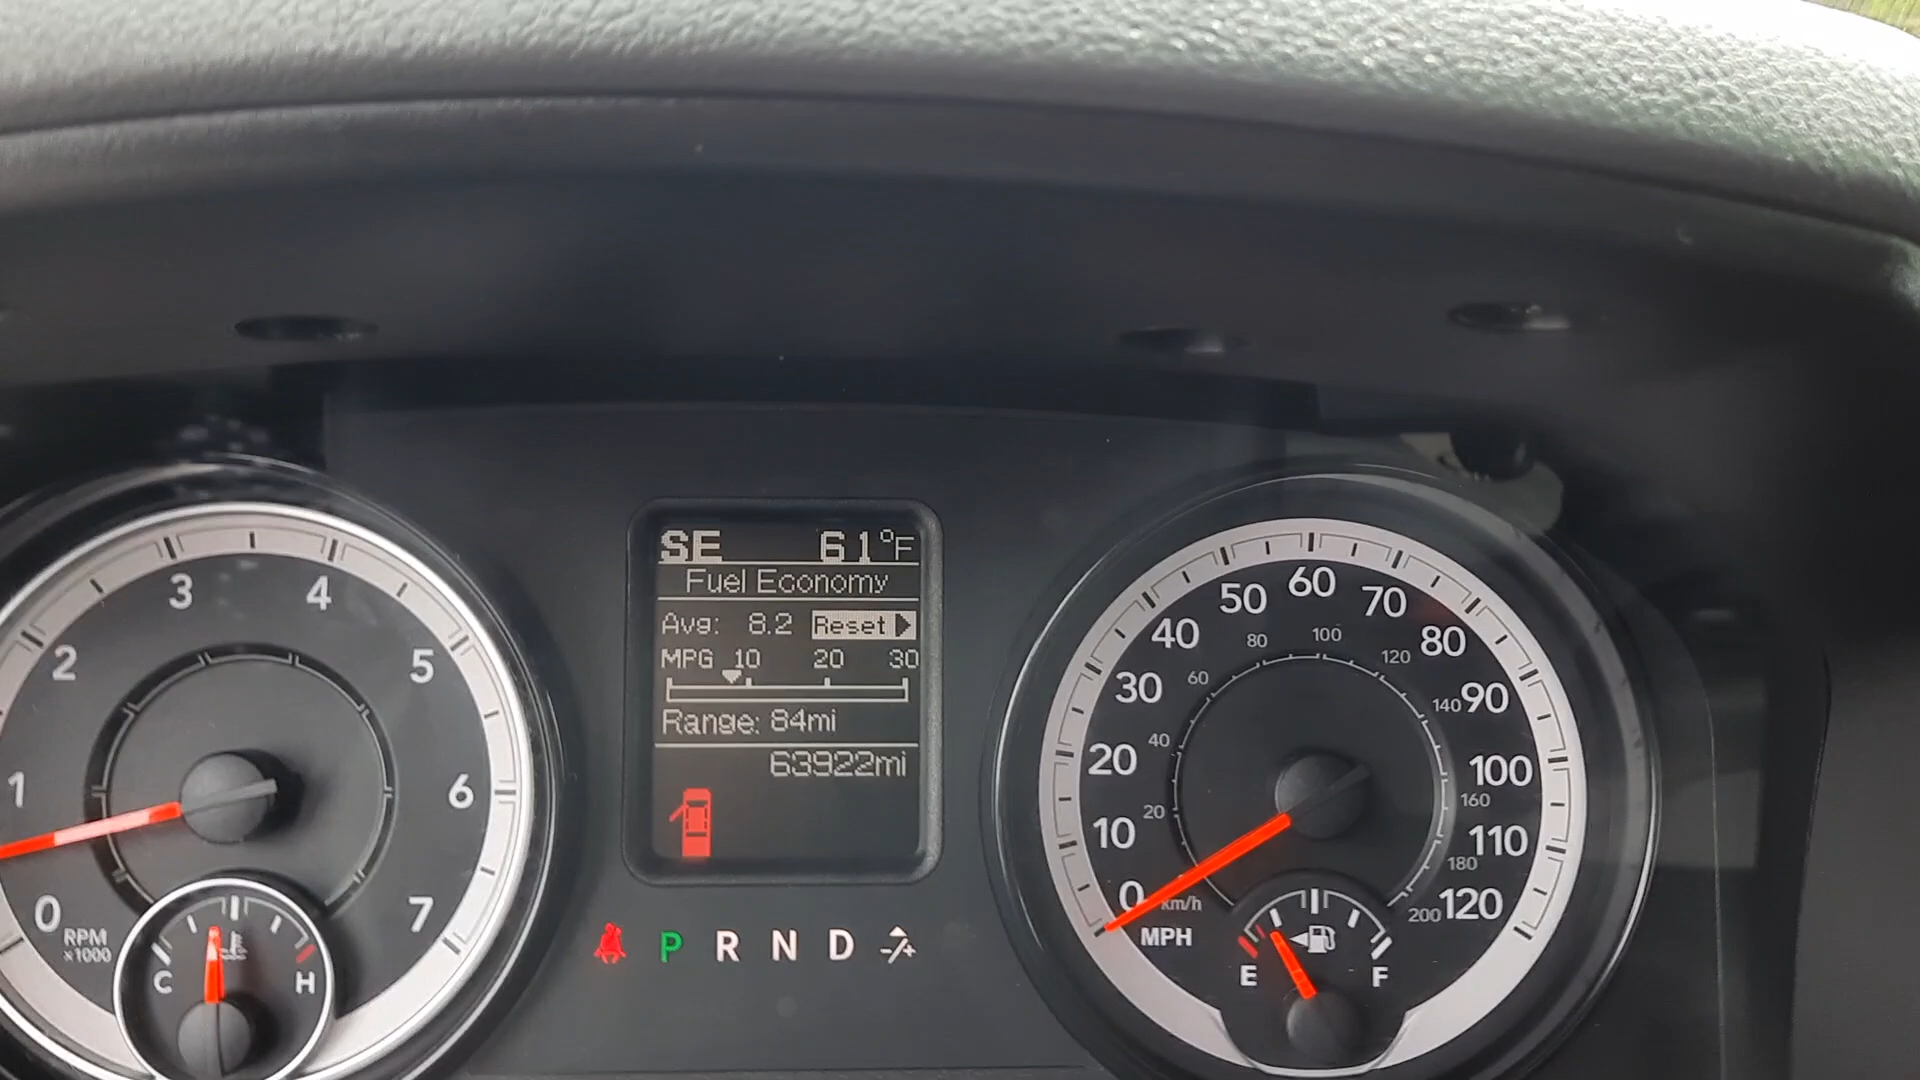 SE 61°F
Fuel Economy
Avg: 8.2 Reset
MPG 10 20 30
Range: 84mi
63922mi
P R N D -/+
0 1 2 3 4 5 6 7
RPM
x1000
C H
0 10 20 30 40 50 60 70 80 90 100 110 120
20 40 60 80 100 120 140 160 180 200
km/h
MPH
E F